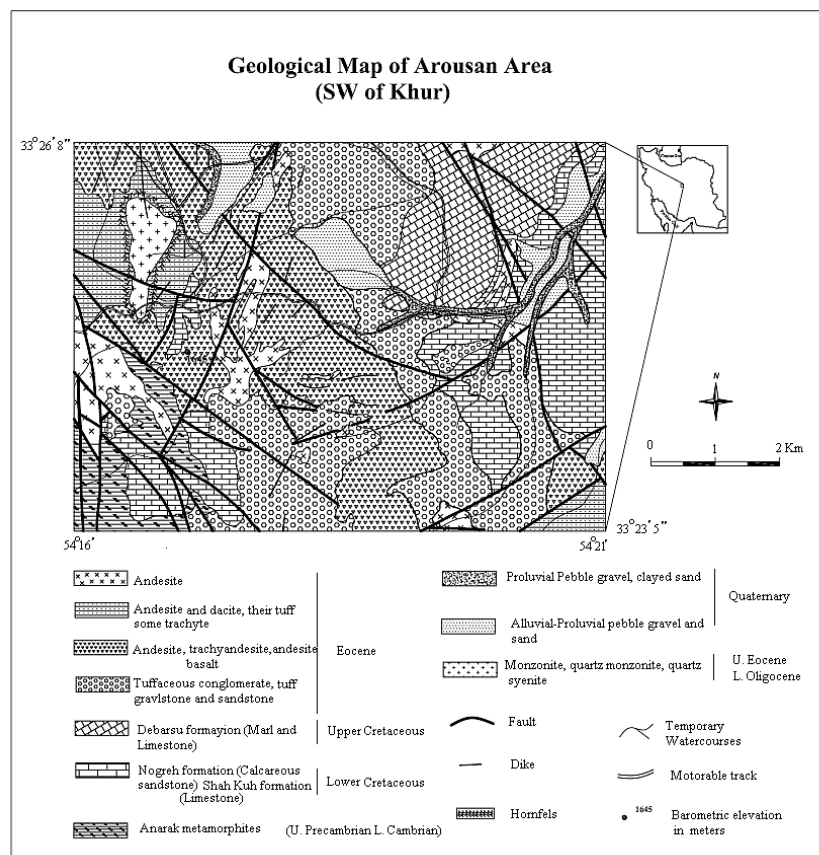 Geological Map of Arousan Area
(SW of Khur)
33° 26' 8"
N
0 1 2 Km
1645
33° 23' 5"
54° 16'
54° 21'
Andesite
Andesite and dacite, their tuff
some trachyte
Andesite, trachyandesite, andesite
basalt
Tuffaceous conglomerate, tuff
gravlstone and sandstone
Eocene
Debarsu formayion (Marl and
Limestone)
Upper Cretaceous
Nogreh formation (Calcareous
sandstone) Shah Kuh formation
(Limestone)
Lower Cretaceous
Anarak metamorphites (U. Precambrian L. Cambrian)
Proluvial Pebble gravel, clayed sand
Alluvial-Proluvial pebble gravel and
sand
Quaternary
Monzonite, quartz monzonite, quartz
syenite
U. Eocene
L. Oligocene
Fault
Dike
Hornfels
Temporary
Watercourses
Motorable track
1645
Barometric elevation
in meters